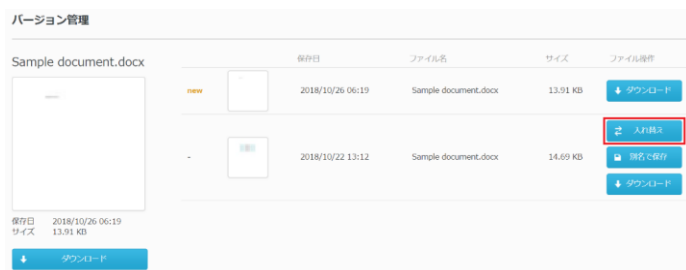 バージョン管理
Sample document.docx
保存日 ファイル名 サイズ ファイル操作
new 2018/10/26 06:19 Sample document.docx 13.91 KB ダウンロード
入れ替え
- 2018/10/22 13:12 Sample document.docx 14.69 KB 別名で保存
ダウンロード
保存日 2018/10/26 06:19
サイズ 13.91 KB
ダウンロード